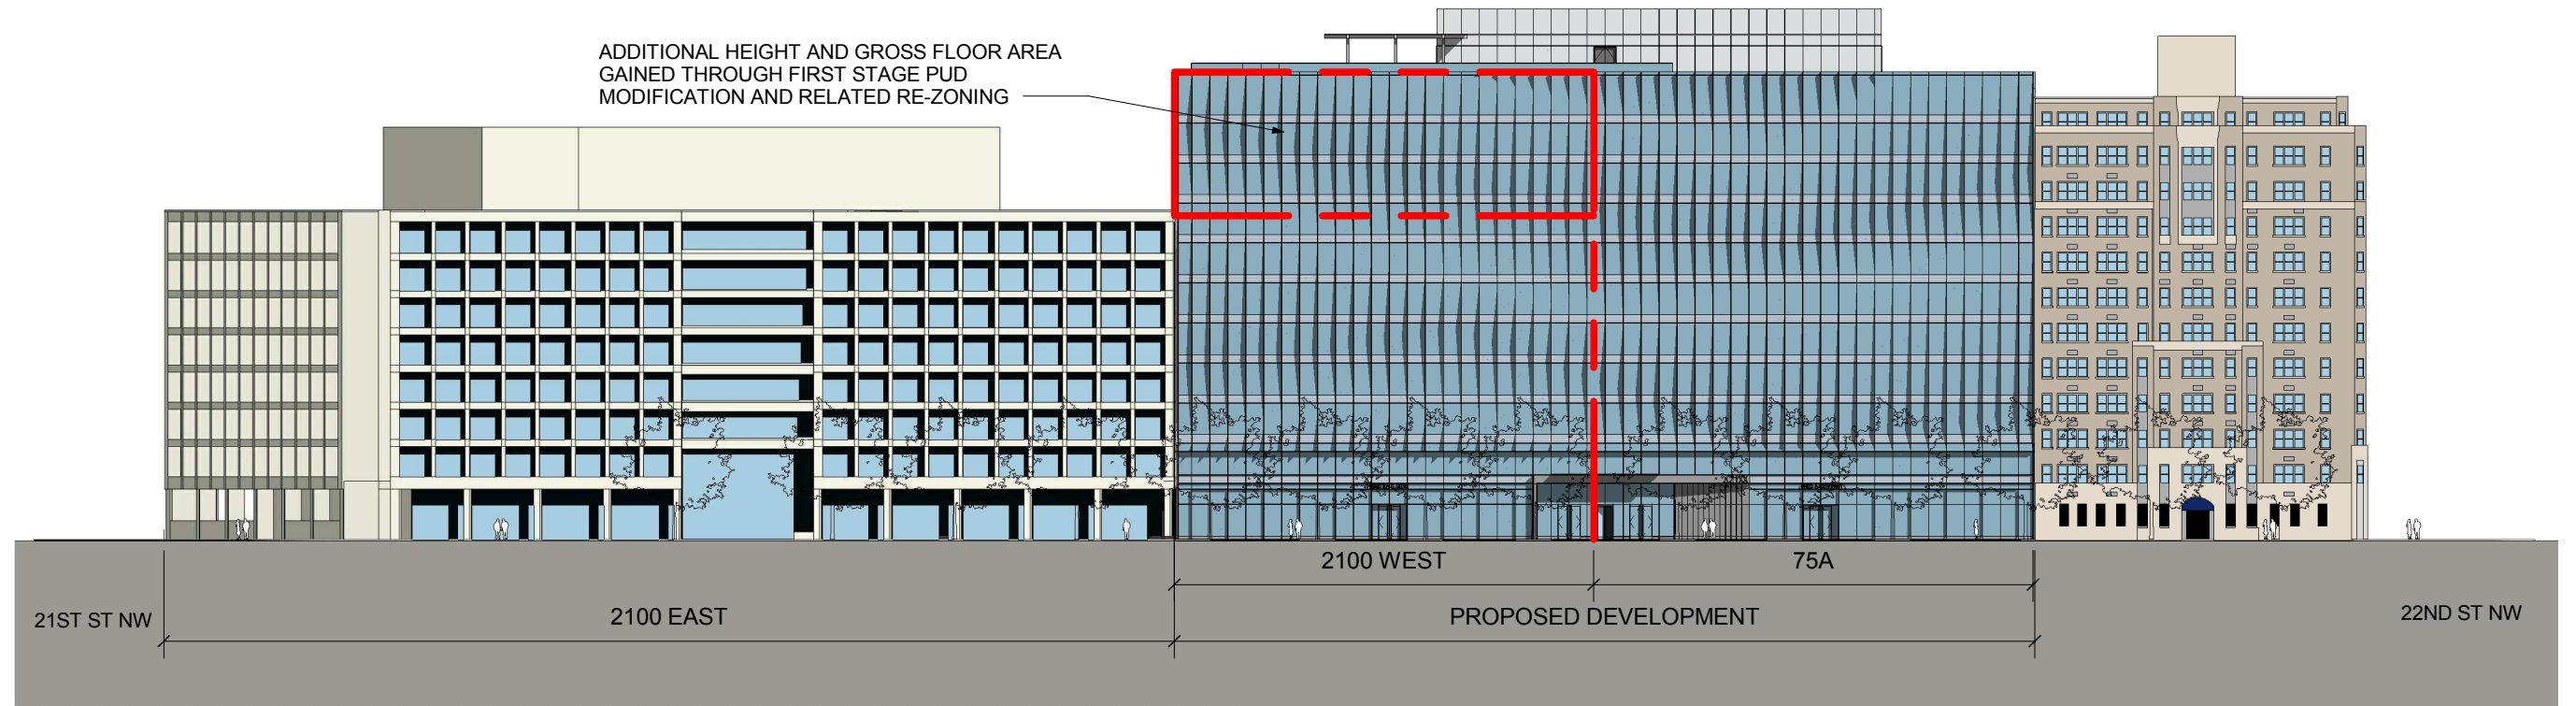 ADDITIONAL HEIGHT AND GROSS FLOOR AREA
GAINED THROUGH FIRST STAGE PUD
MODIFICATION AND RELATED RE-ZONING
2100 WEST
75A
21ST ST NW
2100 EAST
PROPOSED DEVELOPMENT
22ND ST NW